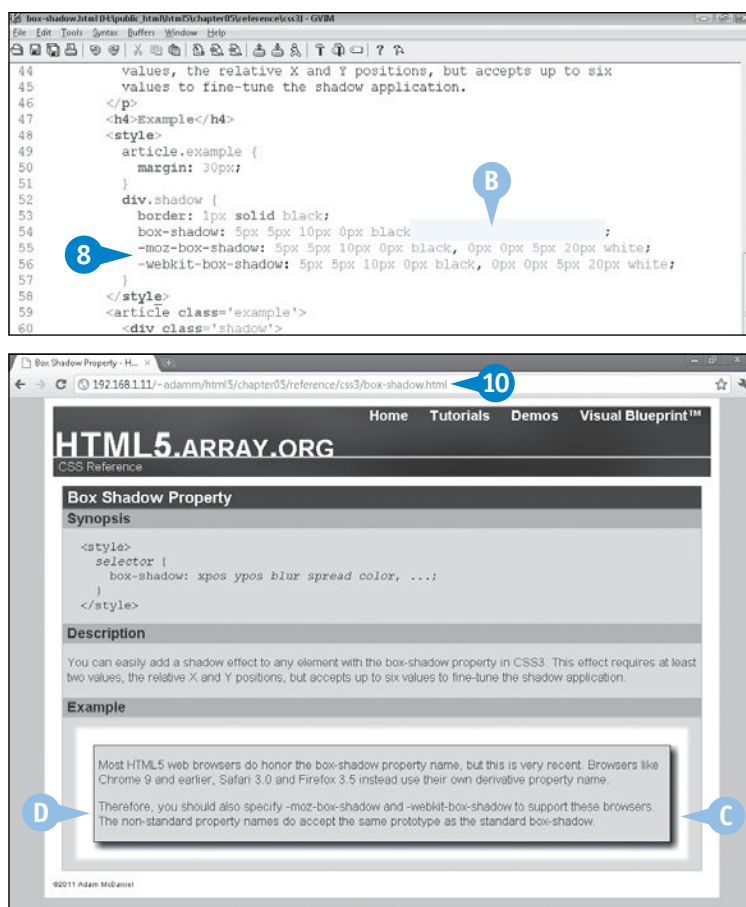 box-shadow.html (H:\public_html\html5\chapter05\reference\css3) - GVIM
File Edit Tools Syntax Buffers Window Help
44 values, the relative X and Y positions, but accepts up to six
45 values to fine-tune the shadow application.
46 </p>
47 <h4>Example</h4>
48 <style>
49 article.example {
50 margin: 30px;
51 }
B
52 div.shadow {
53 border: 1px solid black;
54 box-shadow: 5px 5px 10px 0px black ;
8
55 -moz-box-shadow: 5px 5px 10px 0px black, 0px 0px 5px 20px white;
56 -webkit-box-shadow: 5px 5px 10px 0px black, 0px 0px 5px 20px white;
57 }
58 </style>
59 <article class='example'>
60 <div class='shadow'>
Box Shadow Property - H...
192.168.1.11/~adamm/html5/chapter05/reference/css3/box-shadow.html
10
Home Tutorials Demos Visual Blueprint™
HTML5.ARRAY.ORG
CSS Reference
Box Shadow Property
Synopsis
<style>
selector {
box-shadow: xpos ypos blur spread color, ...;
}
</style>
Description
You can easily add a shadow effect to any element with the box-shadow property in CSS3. This effect requires at least
two values, the relative X and Y positions, but accepts up to six values to fine-tune the shadow application.
Example
Most HTML5 web browsers do honor the box-shadow property name, but this is very recent. Browsers like
Chrome 9 and earlier, Safari 3.0 and Firefox 3.5 instead use their own derivative property name.
Therefore, you should also specify -moz-box-shadow and -webkit-box-shadow to support these browsers.
The non-standard property names do accept the same prototype as the standard box-shadow.
D
C
©2011 Adam McDaniel